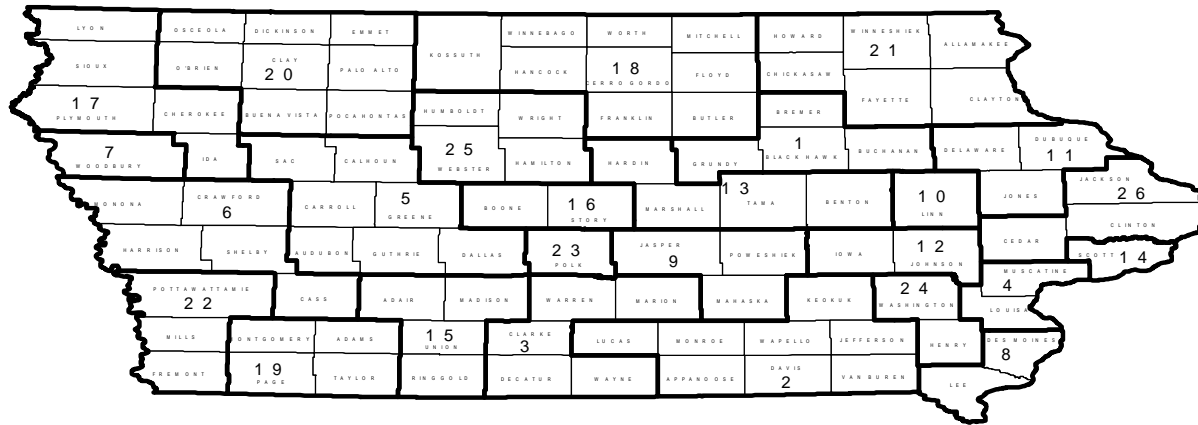 LYON
OSCEOLA
DICKINSON
EMMET
KOSSUTH
WINNEBAGO
WORTH
MITCHELL
HOWARD
WINNESHIEK
21
ALLAMAKEE
SIOUX
O'BRIEN
CLAY
20
PALO ALTO
HANCOCK
18
CERRO GORDO
FLOYD
CHICKASAW
17
PLYMOUTH
CHEROKEE
BUENA VISTA
POCAHONTAS
HUMBOLDT
WRIGHT
FRANKLIN
BUTLER
BREMER
FAYETTE
CLAYTON
7
WOODBURY
IDA
SAC
CALHOUN
25
WEBSTER
HAMILTON
HARDIN
GRUNDY
1
BLACK HAWK
BUCHANAN
DELAWARE
DUBUQUE
11
MONONA
CRAWFORD
6
CARROLL
5
GREENE
BOONE
16
STORY
MARSHALL
13
TAMA
BENTON
10
LINN
JONES
JACKSON
26
CLINTON
HARRISON
SHELBY
AUDUBON
GUTHRIE
DALLAS
23
POLK
JASPER
9
POWESHIEK
IOWA
12
JOHNSON
CEDAR
SCOTT 14
MUSCATINE
4
POTTAWATTAMIE
22
CASS
ADAIR
MADISON
WARREN
MARION
MAHASKA
KEOKUK
24
WASHINGTON
LOUISA
MILLS
ONTGOMERY
ADAMS
15
UNION
CLARKE
3
LUCAS
MONROE
WAPELLO
JEFFERSON
HENRY
DES MOINES
8
FREMONT
19
PAGE
TAYLOR
RINGGOLD
DECATUR
WAYNE
APPANOOSE
DAVIS
2
VAN BUREN
LEE